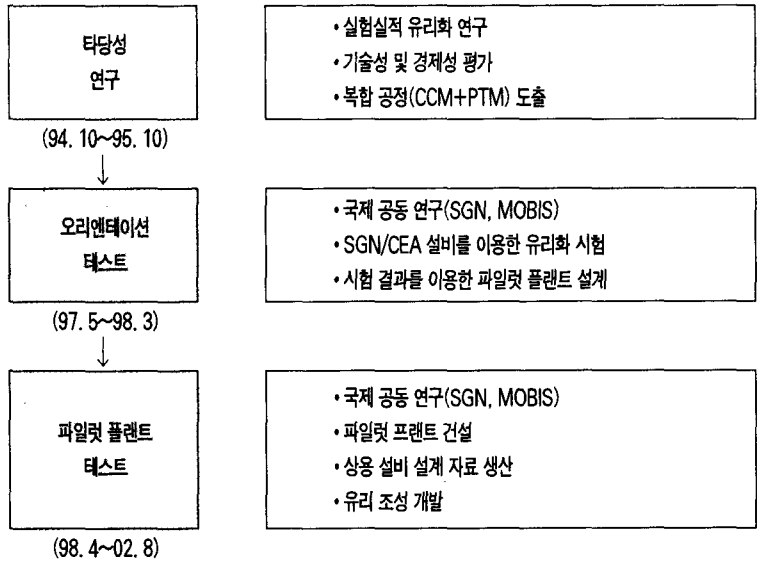 타당성
연구
• 실험실적 유리화 연구
• 기술성 및 경제성 평가
• 복합 공정(CCM+PTM) 도출
(94. 10~95. 10)
오리엔테이션
테스트
• 국제 공동 연구(SGN, MOBIS)
• SGN/CEA 설비를 이용한 유리화 시험
• 시험 결과를 이용한 파일럿 플랜트 설계
(97. 5~98. 3)
파일럿 플랜트
테스트
• 국제 공동 연구(SGN, MOBIS)
• 파일럿 프랜트 건설
• 상용 설비 설계 자료 생산
• 유리 조성 개발
(98. 4~02. 8)